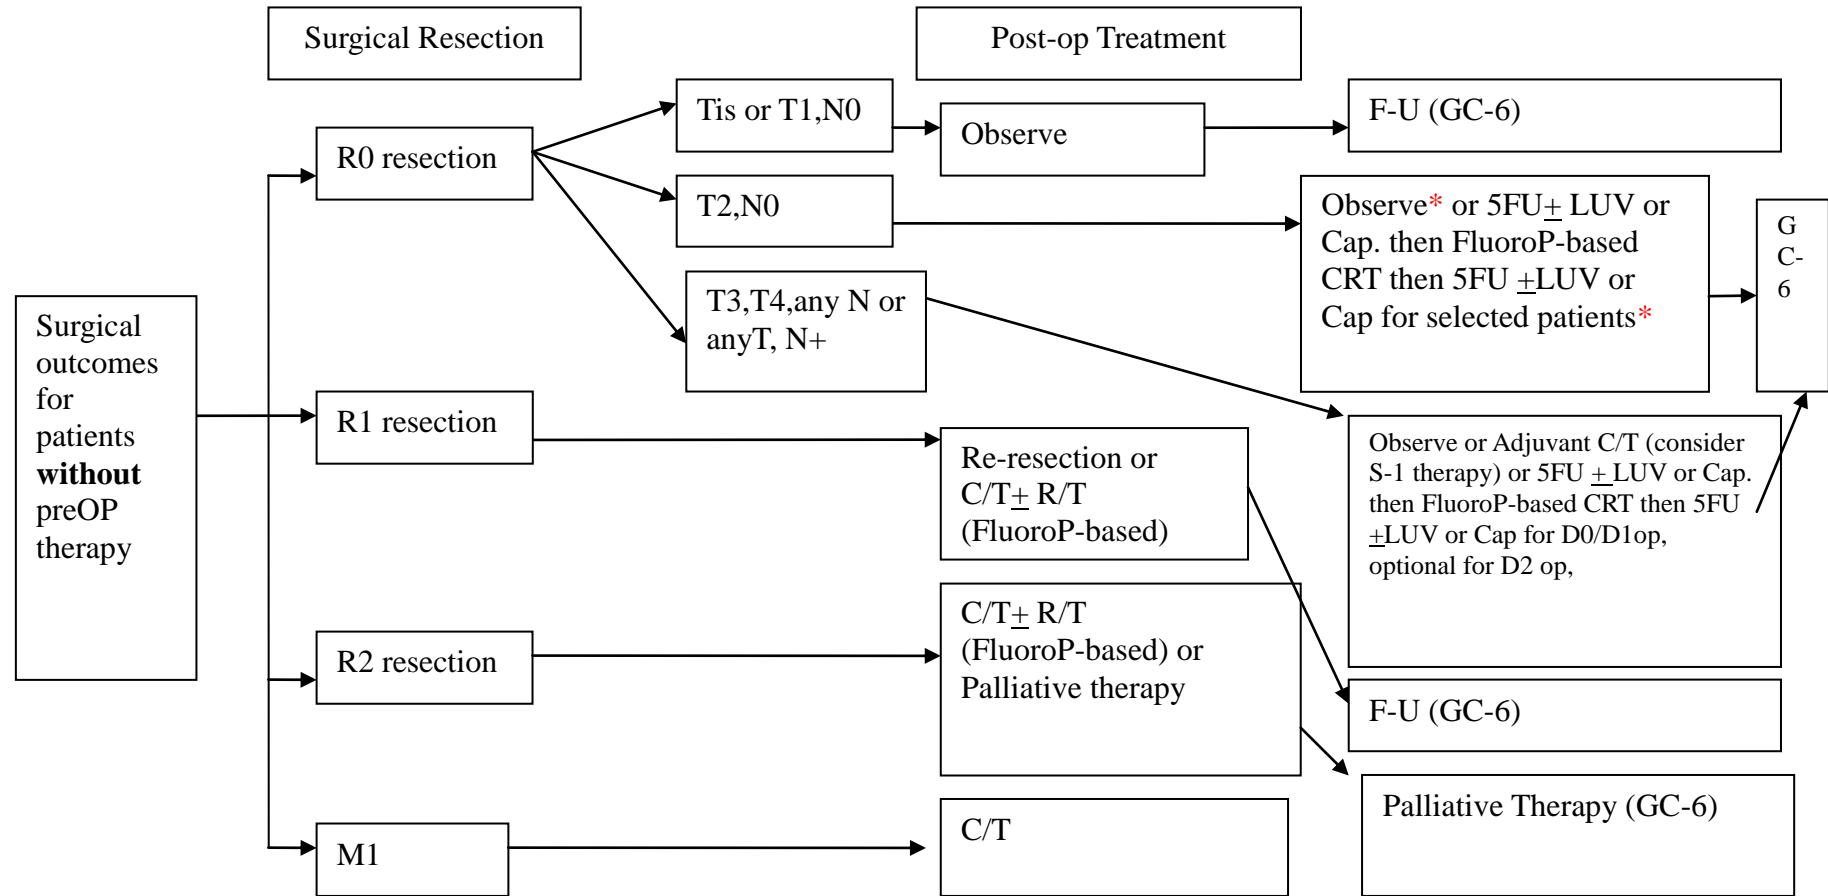 Surgical Resection
Post-op Treatment
Surgical
outcomes
for
patients
without
preOP
therapy
R0 resection
Tis or T1,N0
Observe
F-U (GC-6)
T2,N0
Observe* or 5FU± LUV or
Cap. then FluoroP-based
CRT then 5FU ±LUV or
Cap for selected patients*
G
C-
6
T3,T4,any N or
anyT, N+
Observe or Adjuvant C/T (consider
S-1 therapy) or 5FU ± LUV or Cap.
then FluoroP-based CRT then 5FU
±LUV or Cap for D0/D1op,
optional for D2 op,
R1 resection
Re-resection or
C/T± R/T
(FluoroP-based)
F-U (GC-6)
R2 resection
C/T± R/T
(FluoroP-based) or
Palliative therapy
Palliative Therapy (GC-6)
M1
C/T